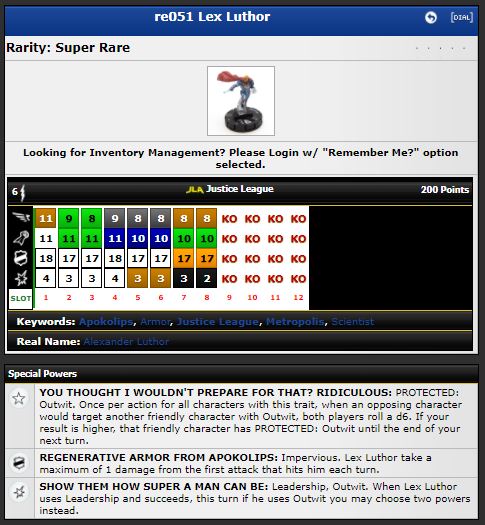 re051 Lex Luthor [DIAL]
Rarity: Super Rare
Looking for Inventory Management? Please Login w/ "Remember Me?" option
selected.
6 JLA Justice League 200 Points
11 9 8 9 8 8 8 8 KO KO KO KO
11 11 11 11 10 10 10 10 KO KO KO KO
18 17 17 18 17 17 17 17 KO KO KO KO
4 3 3 4 3 3 3 2 KO KO KO KO
SLOT 1 2 3 4 5 6 7 8 9 10 11 12
Keywords: Apokolips, Armor, Justice League, Metropolis, Scientist
Real Name: Alexander Luthor
Special Powers
YOU THOUGHT I WOULDN'T PREPARE FOR THAT? RIDICULOUS: PROTECTED:
Outwit. Once per action for all characters with this trait, when an opposing character
would target another friendly character with Outwit, both players roll a d6. If your
result is higher, that friendly character has PROTECTED: Outwit until the end of your
next turn.
REGENERATIVE ARMOR FROM APOKOLIPS: Impervious. Lex Luthor take a
maximum of 1 damage from the first attack that hits him each turn.
SHOW THEM HOW SUPER A MAN CAN BE: Leadership, Outwit. When Lex Luthor
uses Leadership and succeeds, this turn if he uses Outwit you may choose two powers
instead.